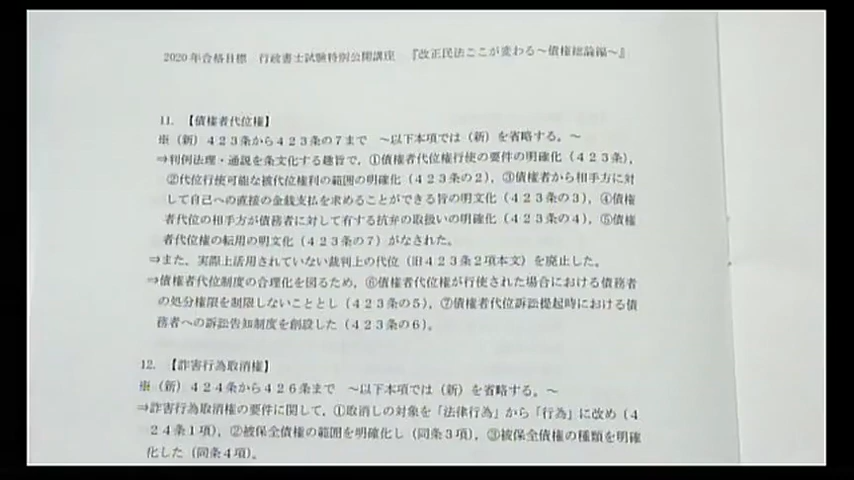 2020年合格目標　行政書士試験特別公開講座　『改正民法ここが変わる～債権総論編～』
11. 【債権者代位権】
※（新）４２３条から４２３条の７まで　～以下本項では（新）を省略する。～
⇒判例法理・通説を条文化する趣旨で，①債権者代位権行使の要件の明確化（４２３条），
②代位行使可能な被代位権利の範囲の明確化（４２３条の２），③債権者から相手方に対
して自己への直接の金銭支払を求めることができる旨の明文化（４２３条の３），④債権
者代位の相手方が債務者に対して有する抗弁の取扱いの明確化（４２３条の４），⑤債権
者代位権の転用の明文化（４２３条の７）がなされた。
⇒また，実際上活用されていない裁判上の代位（旧４２３条２項本文）を廃止した。
⇒債権者代位制度の合理化を図るため，⑥債権者代位権が行使された場合における債務者
の処分権限を制限しないこととし（４２３条の５），⑦債権者代位訴訟提起時における債
務者への訴訟告知制度を創設した（４２３条の６）。
12. 【詐害行為取消権】
※（新）４２４条から４２６条まで　～以下本項では（新）を省略する。～
⇒詐害行為取消権の要件に関して，①取消しの対象を「法律行為」から「行為」に改め（４
２４条１項），②被保全債権の範囲を明確化し（同条３項），③被保全債権の種類を明確
化した（同条４項）。